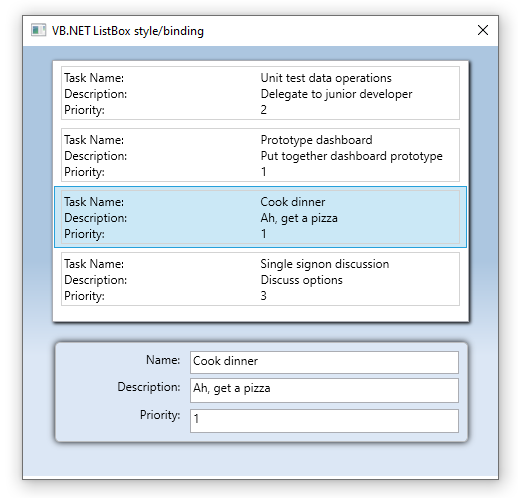 VB.NET ListBox style/binding
Task Name: Unit test data operations
Description: Delegate to junior developer
Priority: 2
Task Name: Prototype dashboard
Description: Put together dashboard prototype
Priority: 1
Task Name: Cook dinner
Description: Ah, get a pizza
Priority: 1
Task Name: Single signon discussion
Description: Discuss options
Priority: 3
Name: Cook dinner
Description: Ah, get a pizza
Priority: 1